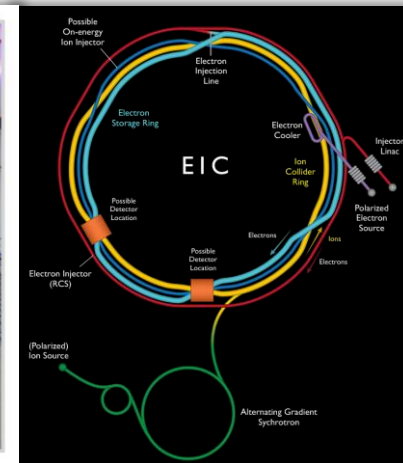 Possible
On-energy
Ion Injector
Electron
Injection
Line
Electron
Storage Ring
Electron
Cooler
Injector
Linac
EIC
Ion
Collider
Ring
Polarized
Electron
Source
Possible
Detector
Location
Possible
Detector
Location
Electrons
Ions
Electrons
Electron Injector
(RCS)
(Polarized)
Ion Source
Alternating Gradient
Sychrotron